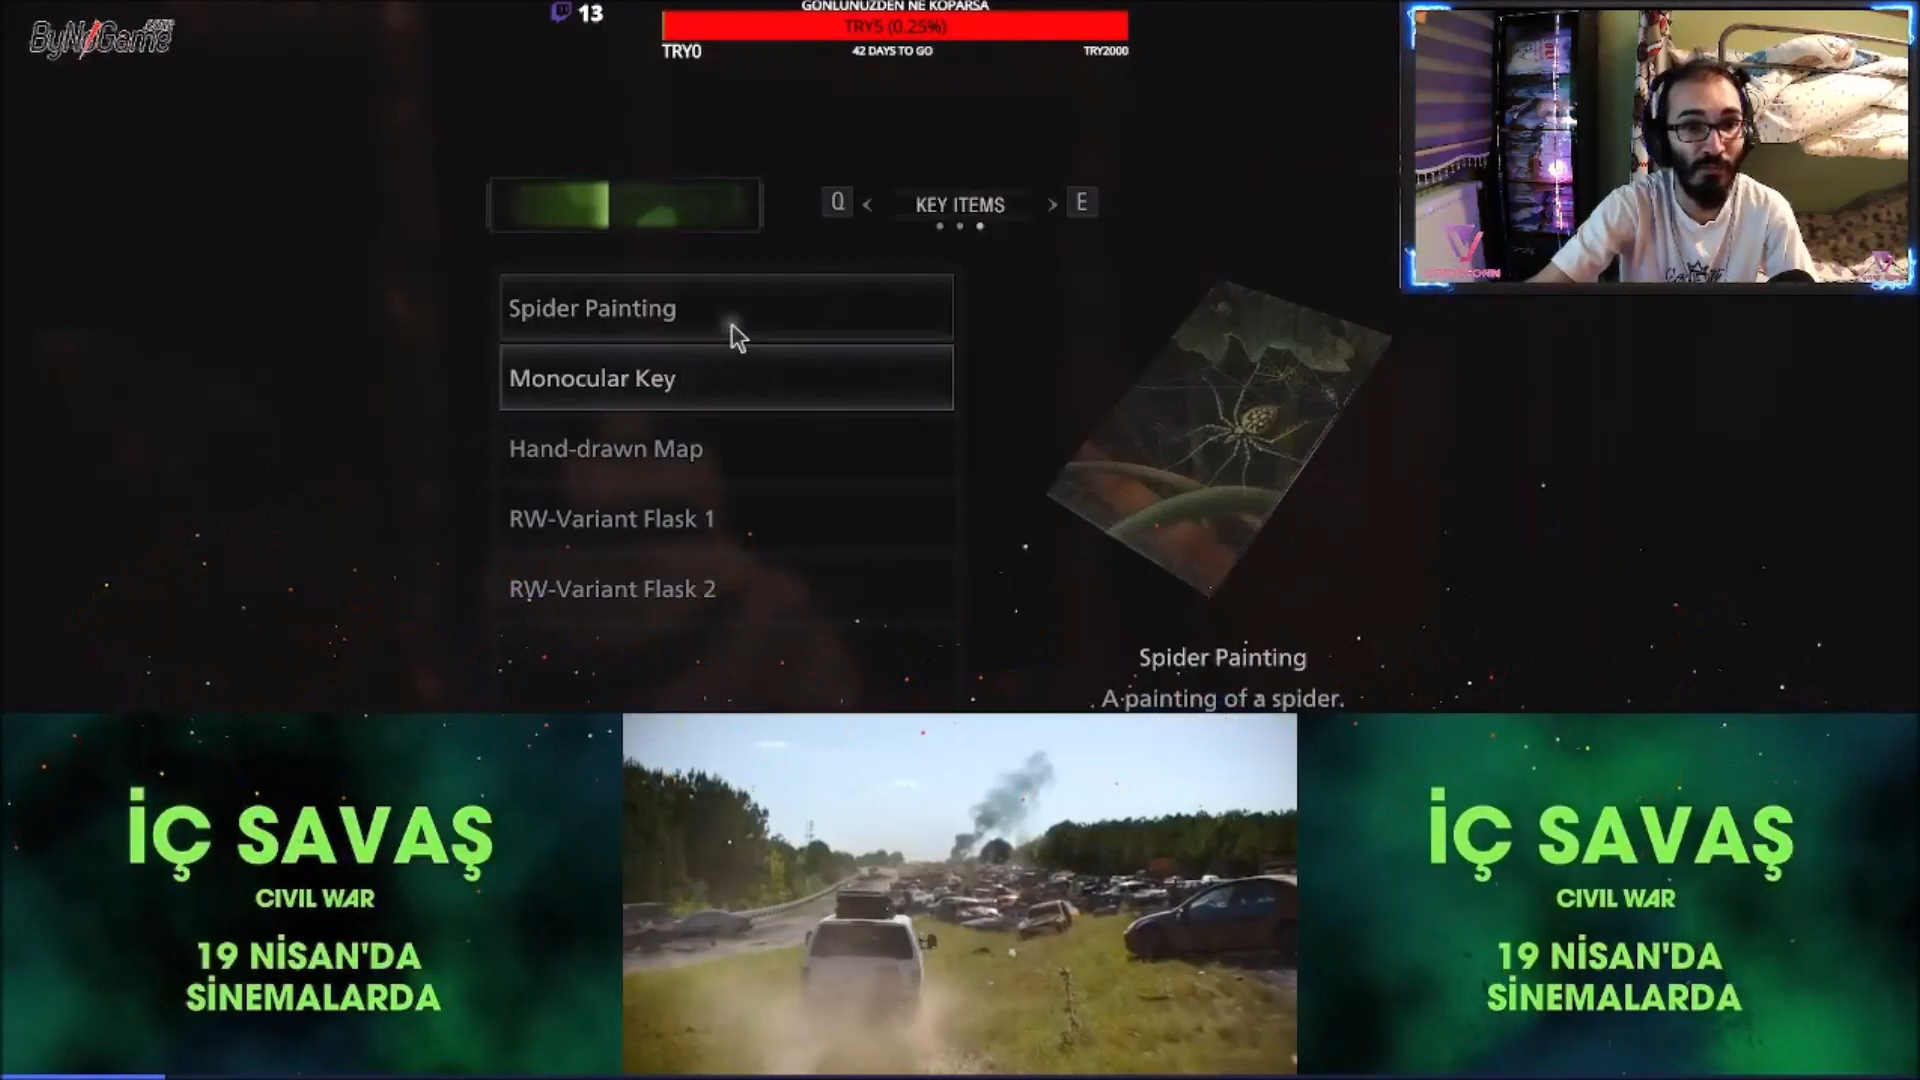 ByNoGame
.com
13
GÖNLÜNÜZDEN NE KOPARSA
TRY5 (0.25%)
TRY0
42 DAYS TO GO
TRY2000
Q
<
KEY ITEMS
>
E
Spider Painting
Monocular Key
Hand-drawn Map
RW-Variant Flask 1
RW-Variant Flask 2
Spider Painting
A painting of a spider.
İÇ SAVAŞ
CIVIL WAR
19 NİSAN'DA
SİNEMALARDA
İÇ SAVAŞ
CIVIL WAR
19 NİSAN'DA
SİNEMALARDA